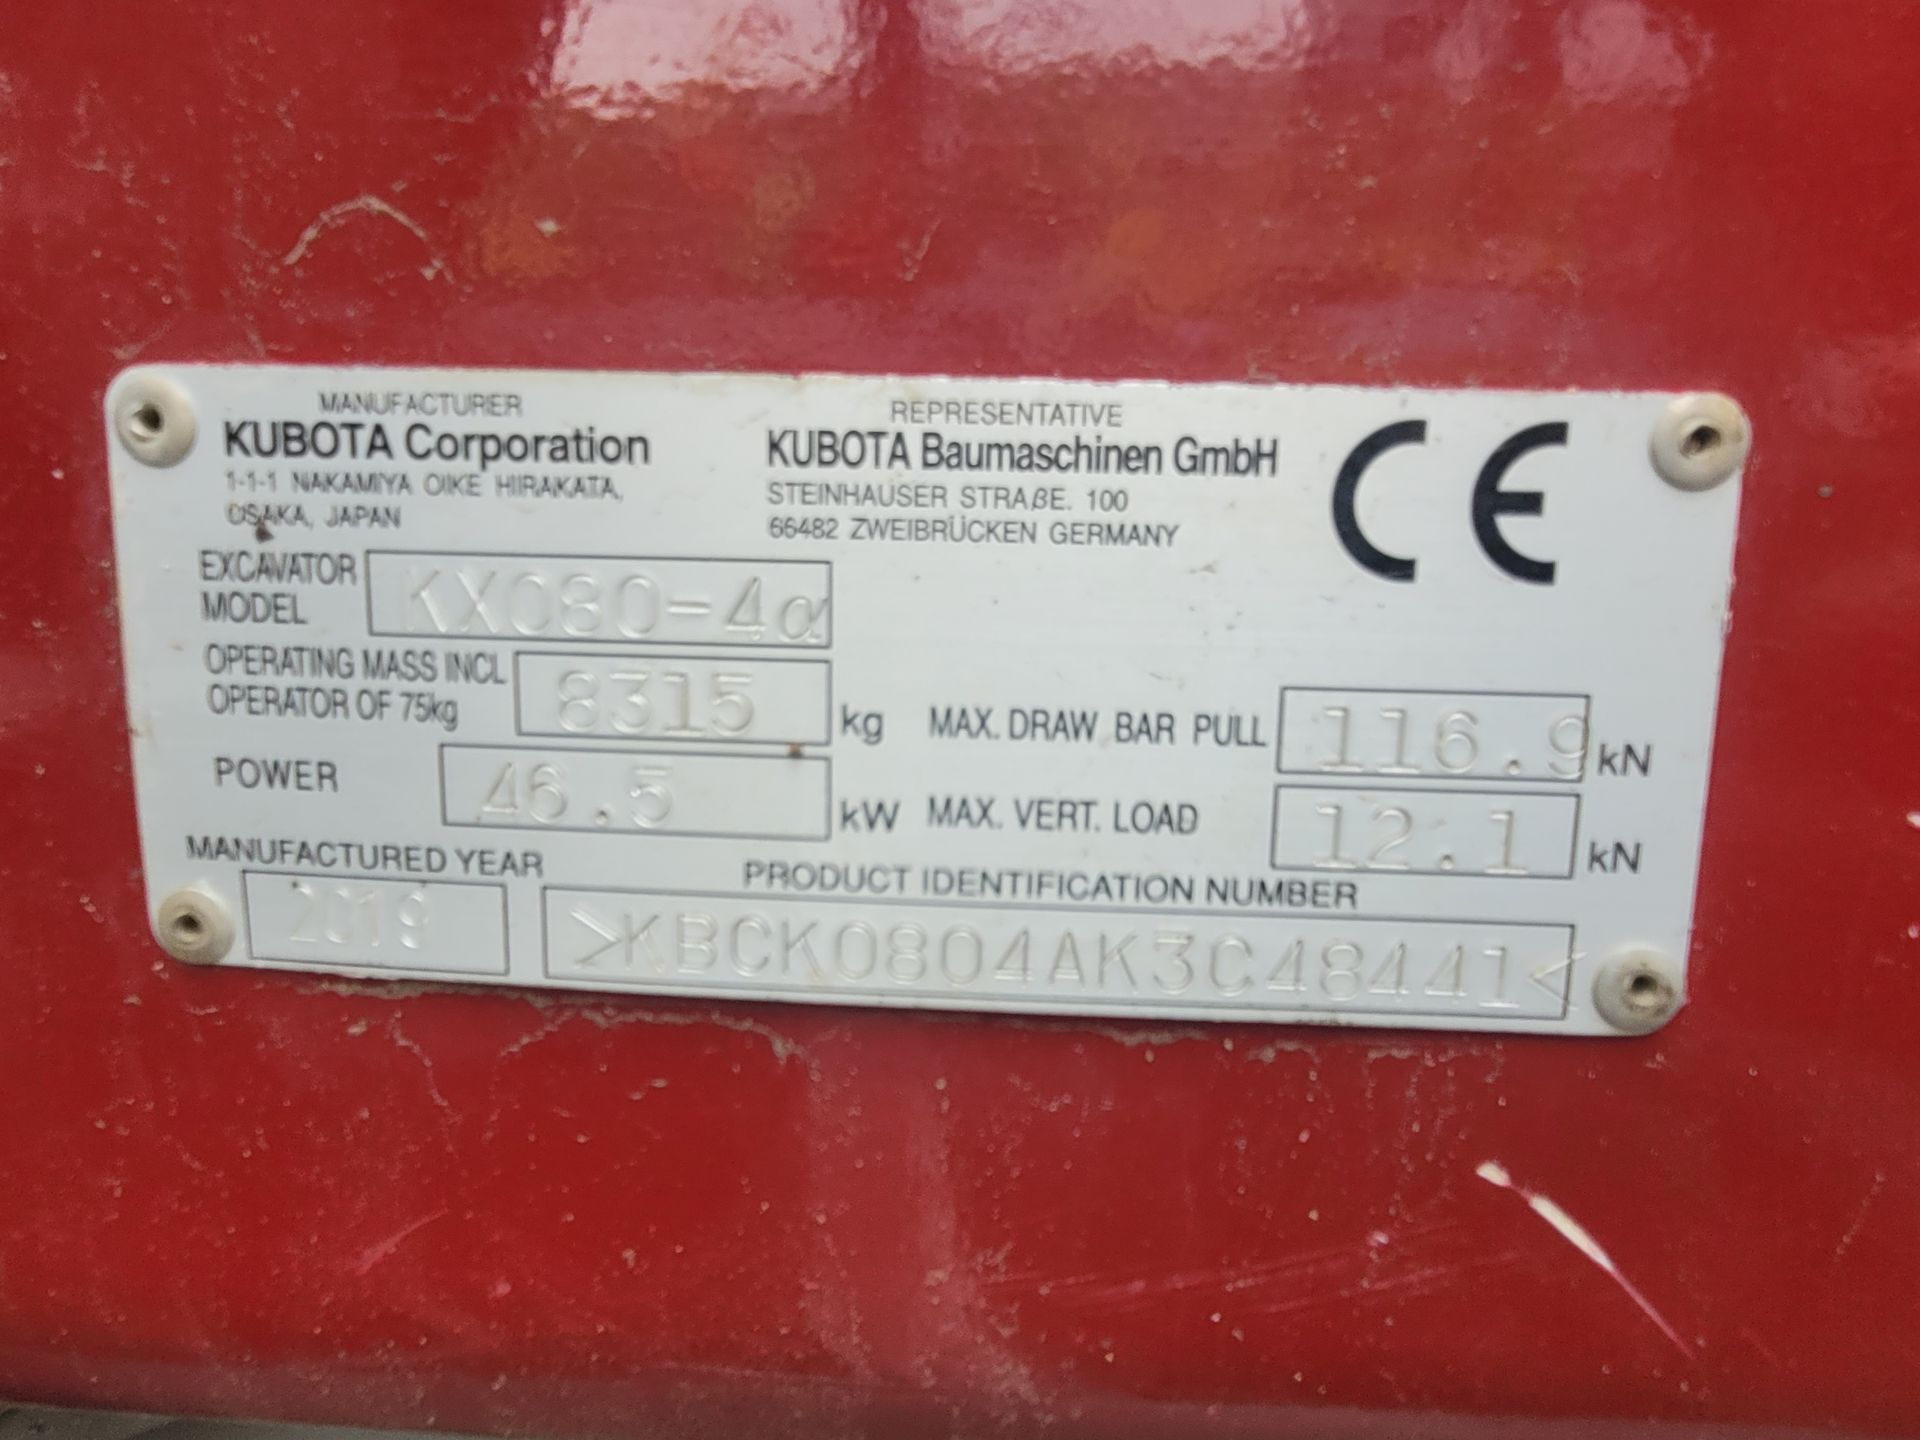 MANUFACTURER
KUBOTA Corporation
1-1-1 NAKAMIYA OIKE HIRAKATA,
OSAKA, JAPAN
REPRESENTATIVE
KUBOTA Baumaschinen GmbH
STEINHAUSER STRAßE. 100
66482 ZWEIBRÜCKEN GERMANY
CE
EXCAVATOR
MODEL
KX080-4α
OPERATING MASS INCL
OPERATOR OF 75kg
8315 kg
MAX. DRAW BAR PULL 116.9 kN
POWER 46.5 kW
MAX. VERT. LOAD 12.1 kN
MANUFACTURED YEAR
2019
PRODUCT IDENTIFICATION NUMBER
>KBCK0804AK3C48441<